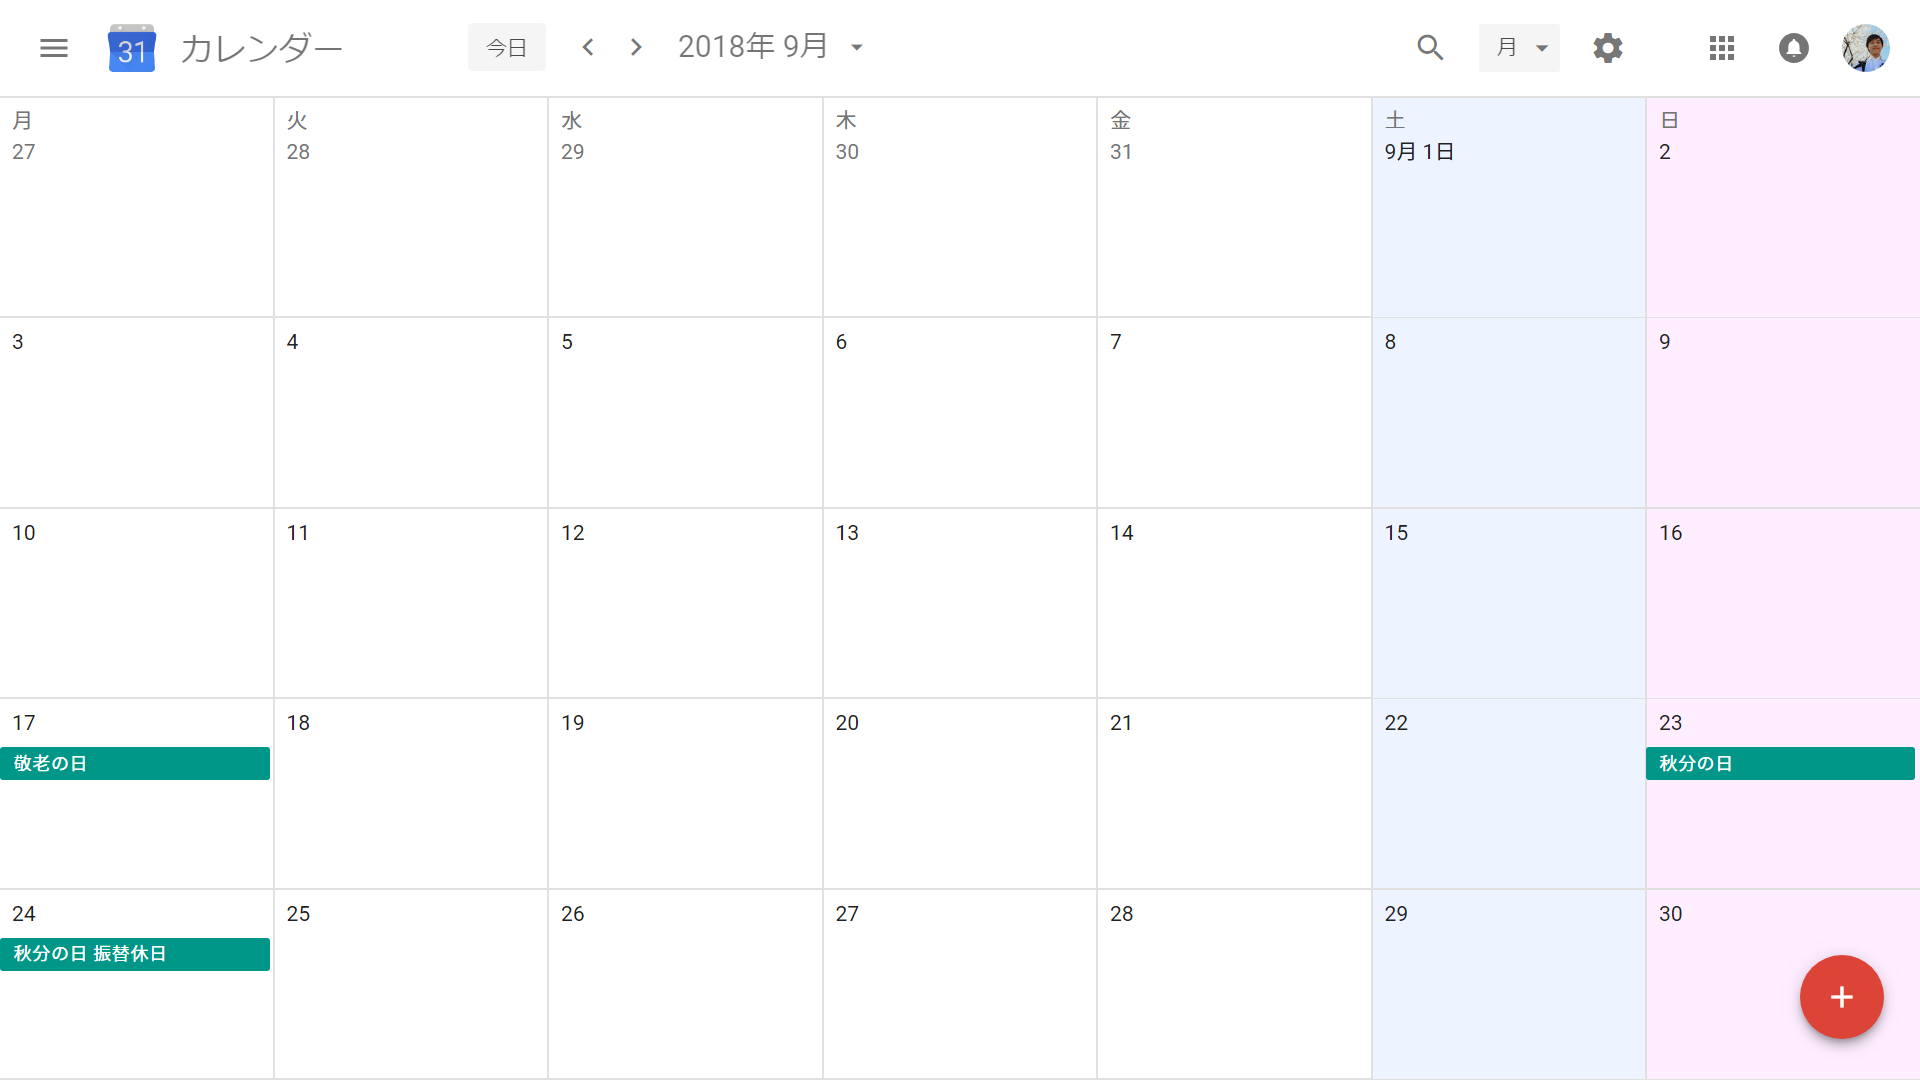 31 カレンダー 今日 2018年 9月 月
月 火 水 木 金 土 日
27 28 29 30 31 9月 1日 2
3 4 5 6 7 8 9
10 11 12 13 14 15 16
17 18 19 20 21 22 23
敬老の日 秋分の日
24 25 26 27 28 29 30
秋分の日 振替休日